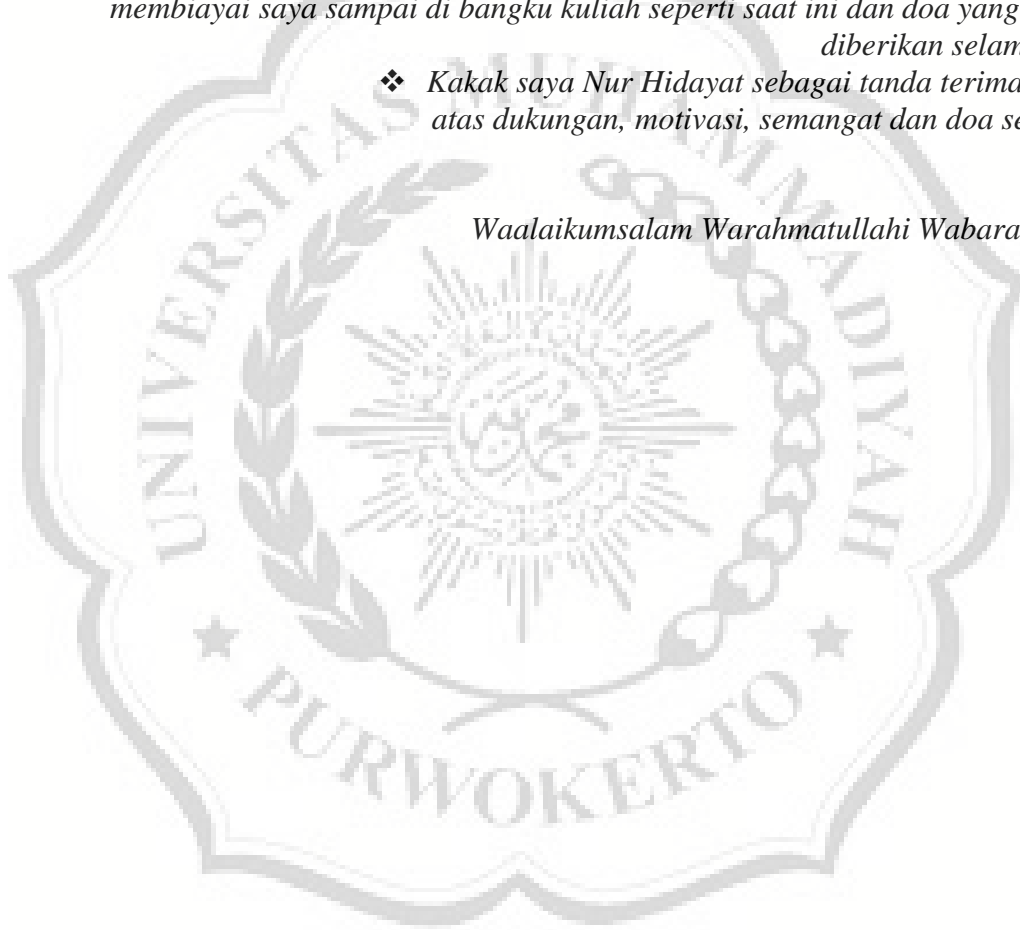 membiayai saya sampai di bangku kuliah seperti saat ini dan doa yang
diberikan selam
❖ Kakak saya Nur Hidayat sebagai tanda terima
atas dukungan, motivasi, semangat dan doa se
Waalaikumsalam Warahmatullahi Wabara
UNIVERSITAS MUHAMMADIYAH
★ PURWOKERTO ★